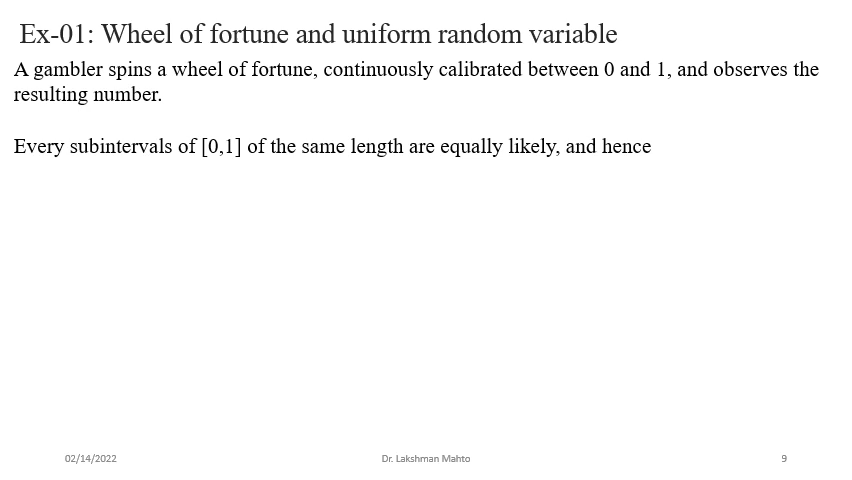 Ex-01: Wheel of fortune and uniform random variable
A gambler spins a wheel of fortune, continuously calibrated between 0 and 1, and observes the
resulting number.
Every subintervals of [0,1] of the same length are equally likely, and hence
02/14/2022
Dr. Lakshman Mahto
9